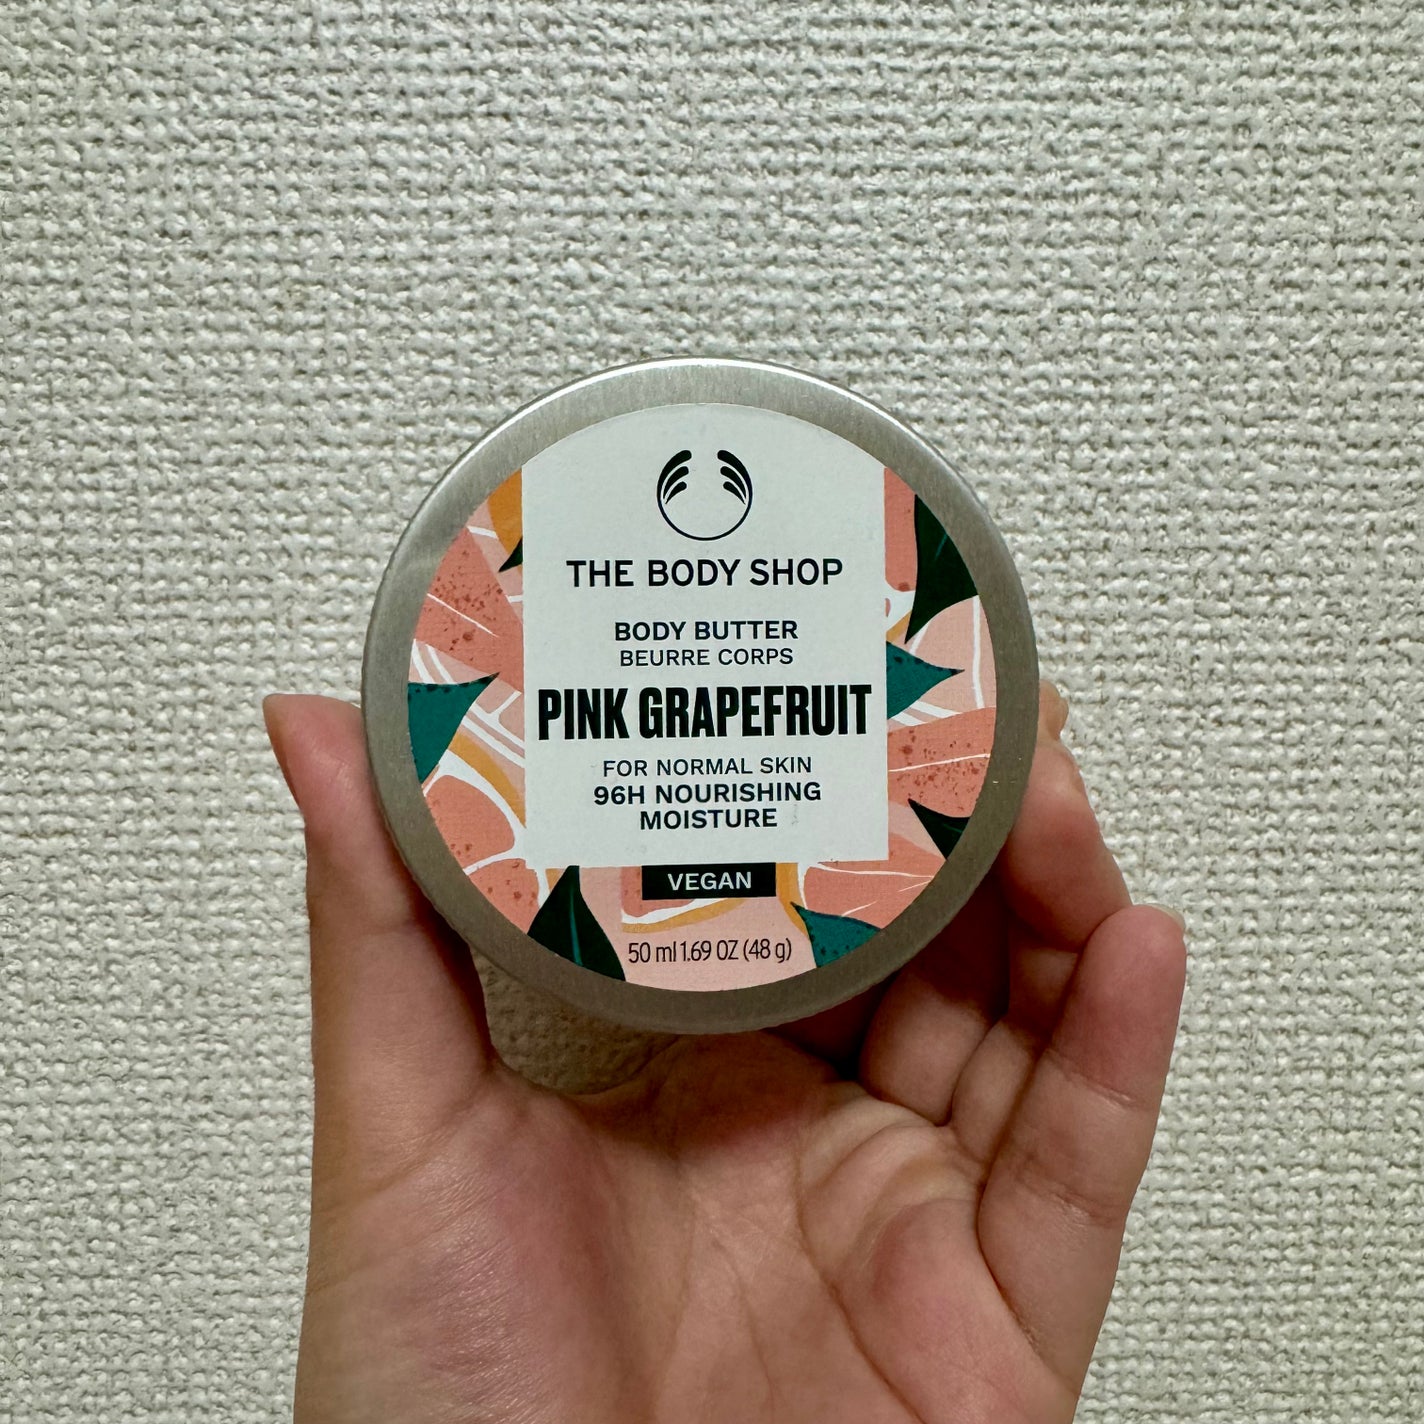 THE BODY SHOP
BODY BUTTER
BEURRE CORPS
PINK GRAPEFRUIT
FOR NORMAL SKIN
96H NOURISHING
MOISTURE
VEGAN
50 ml 1.69 OZ (48 g)